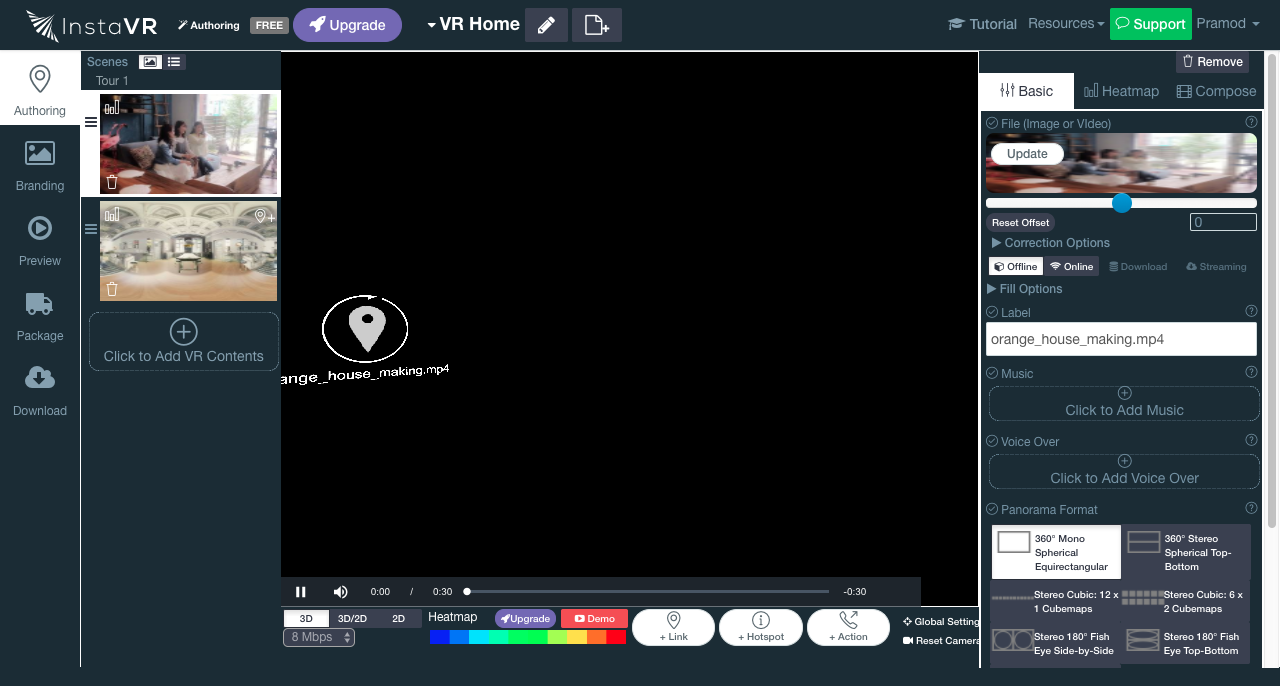 InstaVR
Authoring
FREE
Upgrade
VR Home
Tutorial
Resources
Support
Pramod
Authoring
Branding
Preview
Package
Download
Scenes
Tour 1
Click to Add VR Contents
ange_house_making.mp4
0:00
/
0:30
-0:30
3D
3D/2D
2D
8 Mbps
Heatmap
Upgrade
Demo
+ Link
+ Hotspot
+ Action
Global Setting
Reset Camera
Remove
Basic
Heatmap
Compose
File (Image or VIdeo)
Update
Reset Offset
0
Correction Options
Offline
Online
Download
Streaming
Fill Options
Label
orange_house_making.mp4
Music
Click to Add Music
Voice Over
Click to Add Voice Over
Panorama Format
360° Mono
Spherical
Equirectangular
360° Stereo
Spherical Top-
Bottom
Stereo Cubic: 12 x
1 Cubemaps
Stereo Cubic: 6 x
2 Cubemaps
Stereo 180° Fish
Eye Side-by-Side
Stereo 180° Fish
Eye Top-Bottom